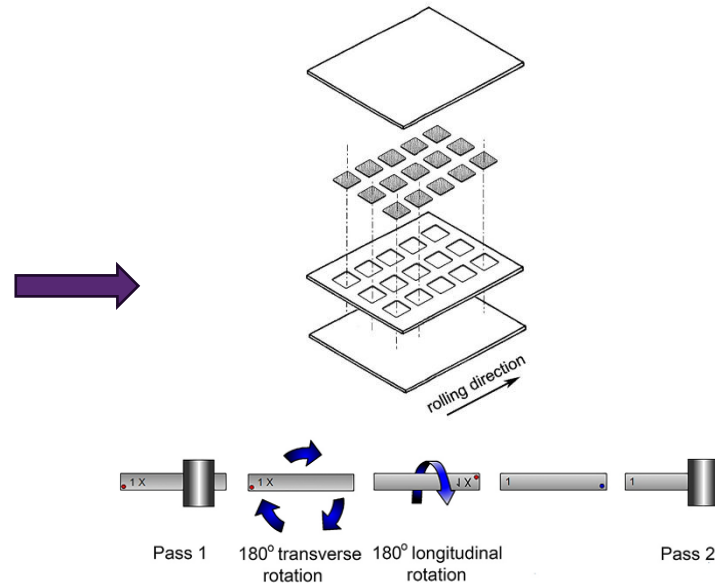 rolling direction
1 X
1 X
1 X
1
1
Pass 1
180° transverse
rotation
180° longitudinal
rotation
Pass 2